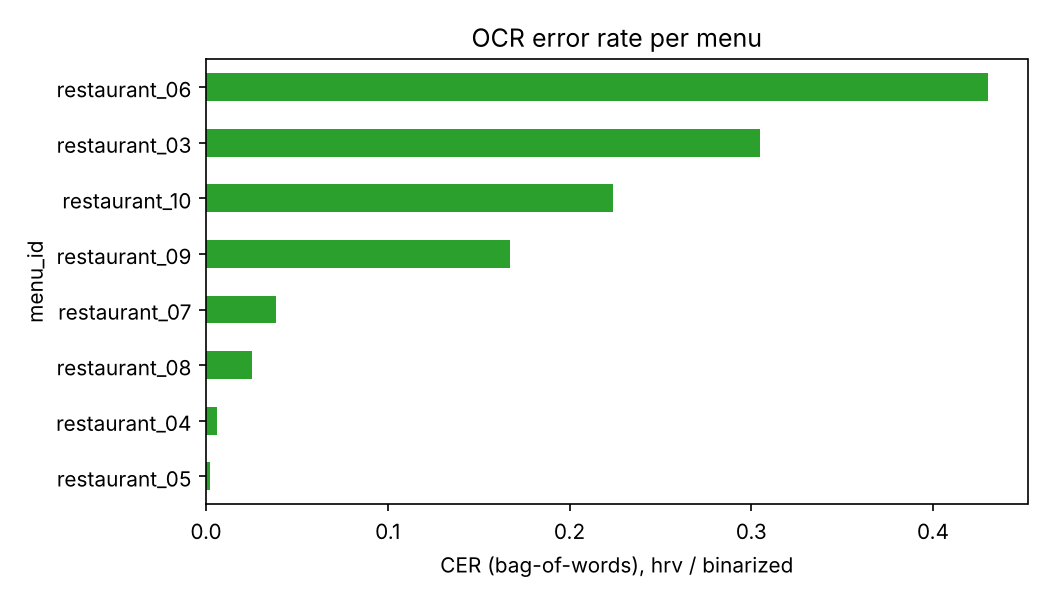 OCR error rate per menu
restaurant_06
restaurant_03
restaurant_10
restaurant_09
restaurant_07
restaurant_08
restaurant_04
restaurant_05
menu_id
0.0 0.1 0.2 0.3 0.4
CER (bag-of-words), hrv / binarized